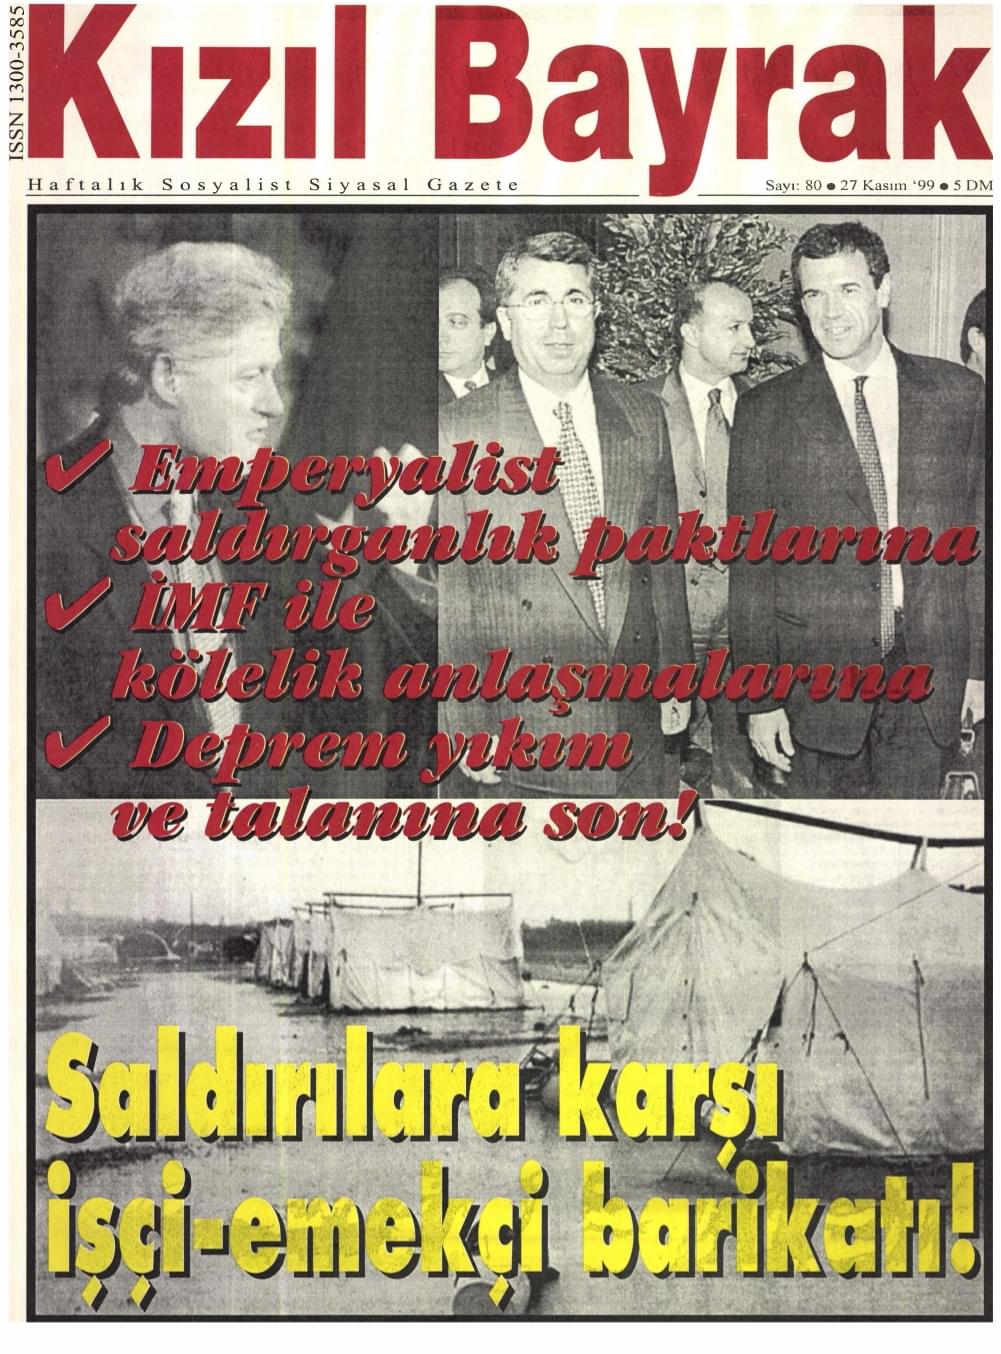 ISSN 1300-3585
Kızıl Bayrak
Haftalık Sosyalist Siyasal Gazete
Sayı: 80 ● 27 Kasım ‘99 ● 5 DM
✔ Emperyalist
saldırganlık paktlarına
✔ İMF ile
kölelik anlaşmalarına
✔ Deprem yıkım
ve talanına son!
Saldırılara karşı
işçi-emekçi barikatı!